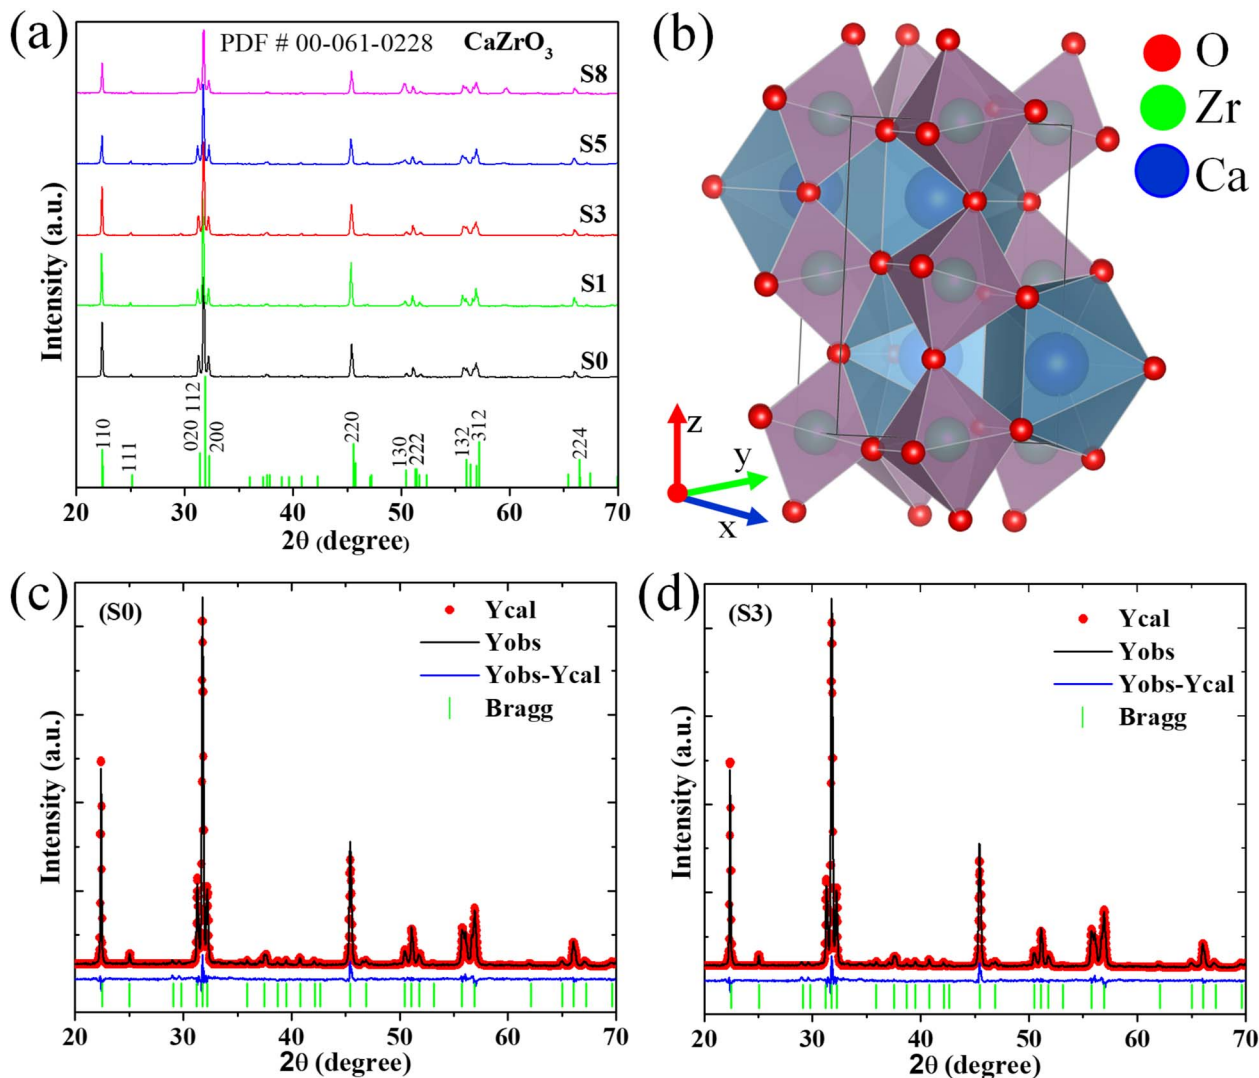 (a)
PDF # 00-061-0228 CaZrO₃
S8
S5
S3
S1
S0
Intensity (a.u.)
110
111
020
112
200
220
130
222
132
312
224
20 30 40 50 60 70
2θ (degree)
(b)
O
Zr
Ca
z
y
x
(c)
(S0)
Ycal
Yobs
Yobs-Ycal
Bragg
Intensity (a.u.)
20 30 40 50 60 70
2θ (degree)
(d)
(S3)
Ycal
Yobs
Yobs-Ycal
Bragg
Intensity (a.u.)
20 30 40 50 60 70
2θ (degree)